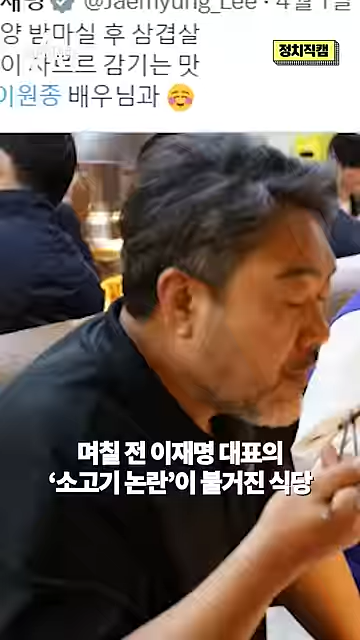 @Jaemyung_Lee · 4월 1일
정치직캠
양 밤마실 후 삼겹살
이 사르르 감기는 맛
이원종 배우님과 ☺️
며칠 전 이재명 대표의
‘소고기 논란’이 불거진 식당